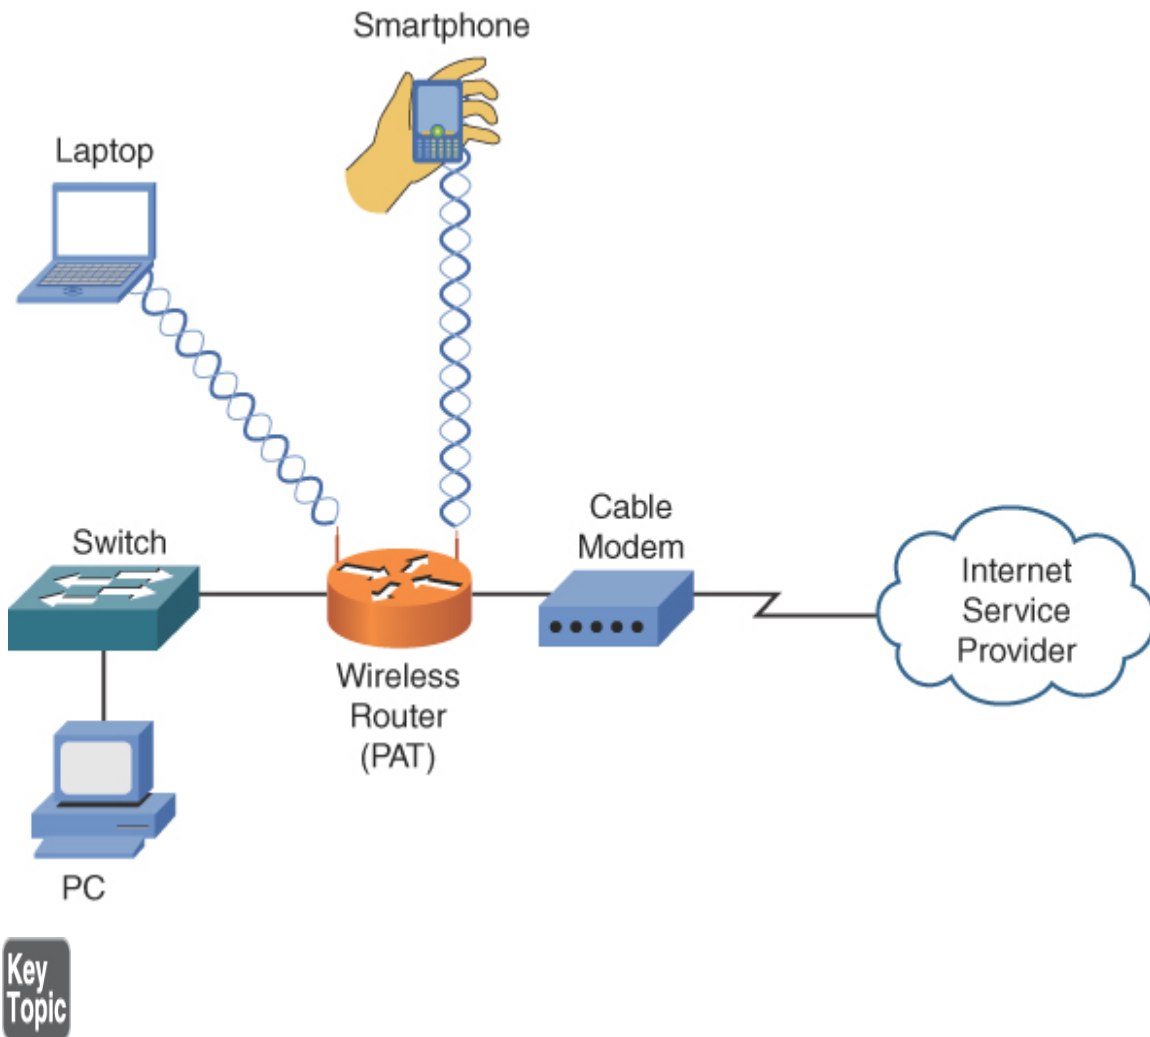 Smartphone
Laptop
Switch
Cable
Modem
Internet
Service
Provider
Wireless
Router
(PAT)
PC
Key
Topic